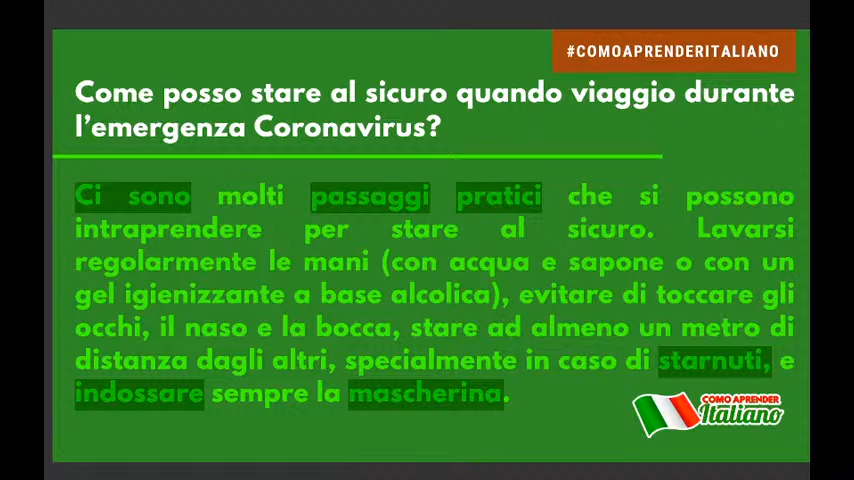 #COMOAPRENDERITALIANO
Come posso stare al sicuro quando viaggio durante
l'emergenza Coronavirus?
Ci sono molti passaggi pratici che si possono
intraprendere per stare al sicuro. Lavarsi
regolarmente le mani (con acqua e sapone o con un
gel igienizzante a base alcolica), evitare di toccare gli
occhi, il naso e la bocca, stare ad almeno un metro di
distanza dagli altri, specialmente in caso di starnuti, e
indossare sempre la mascherina.
COMO APRENDER
Italiano